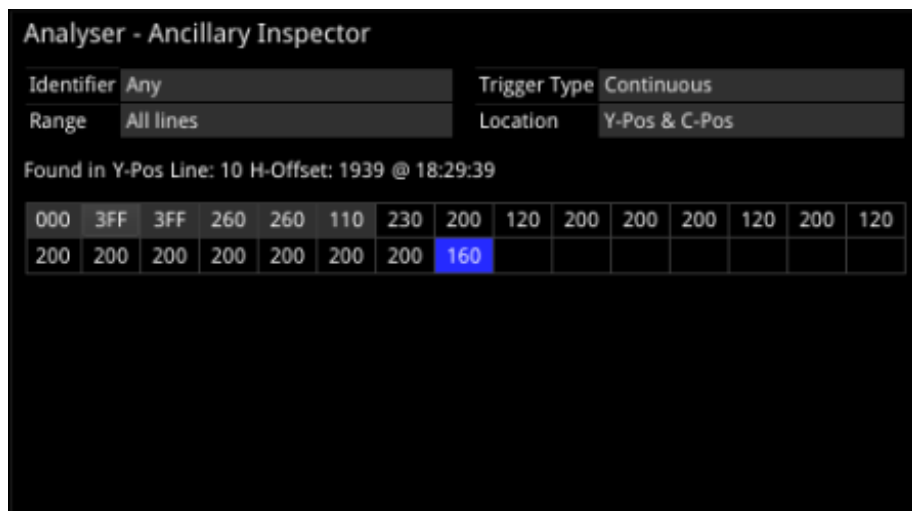 Analyser - Ancillary Inspector
Identifier Any Trigger Type Continuous
Range All lines Location Y-Pos & C-Pos
Found in Y-Pos Line: 10 H-Offset: 1939 @ 18:29:39
000 3FF 3FF 260 260 110 230 200 120 200 200 200 120 200 120
200 200 200 200 200 200 200 160